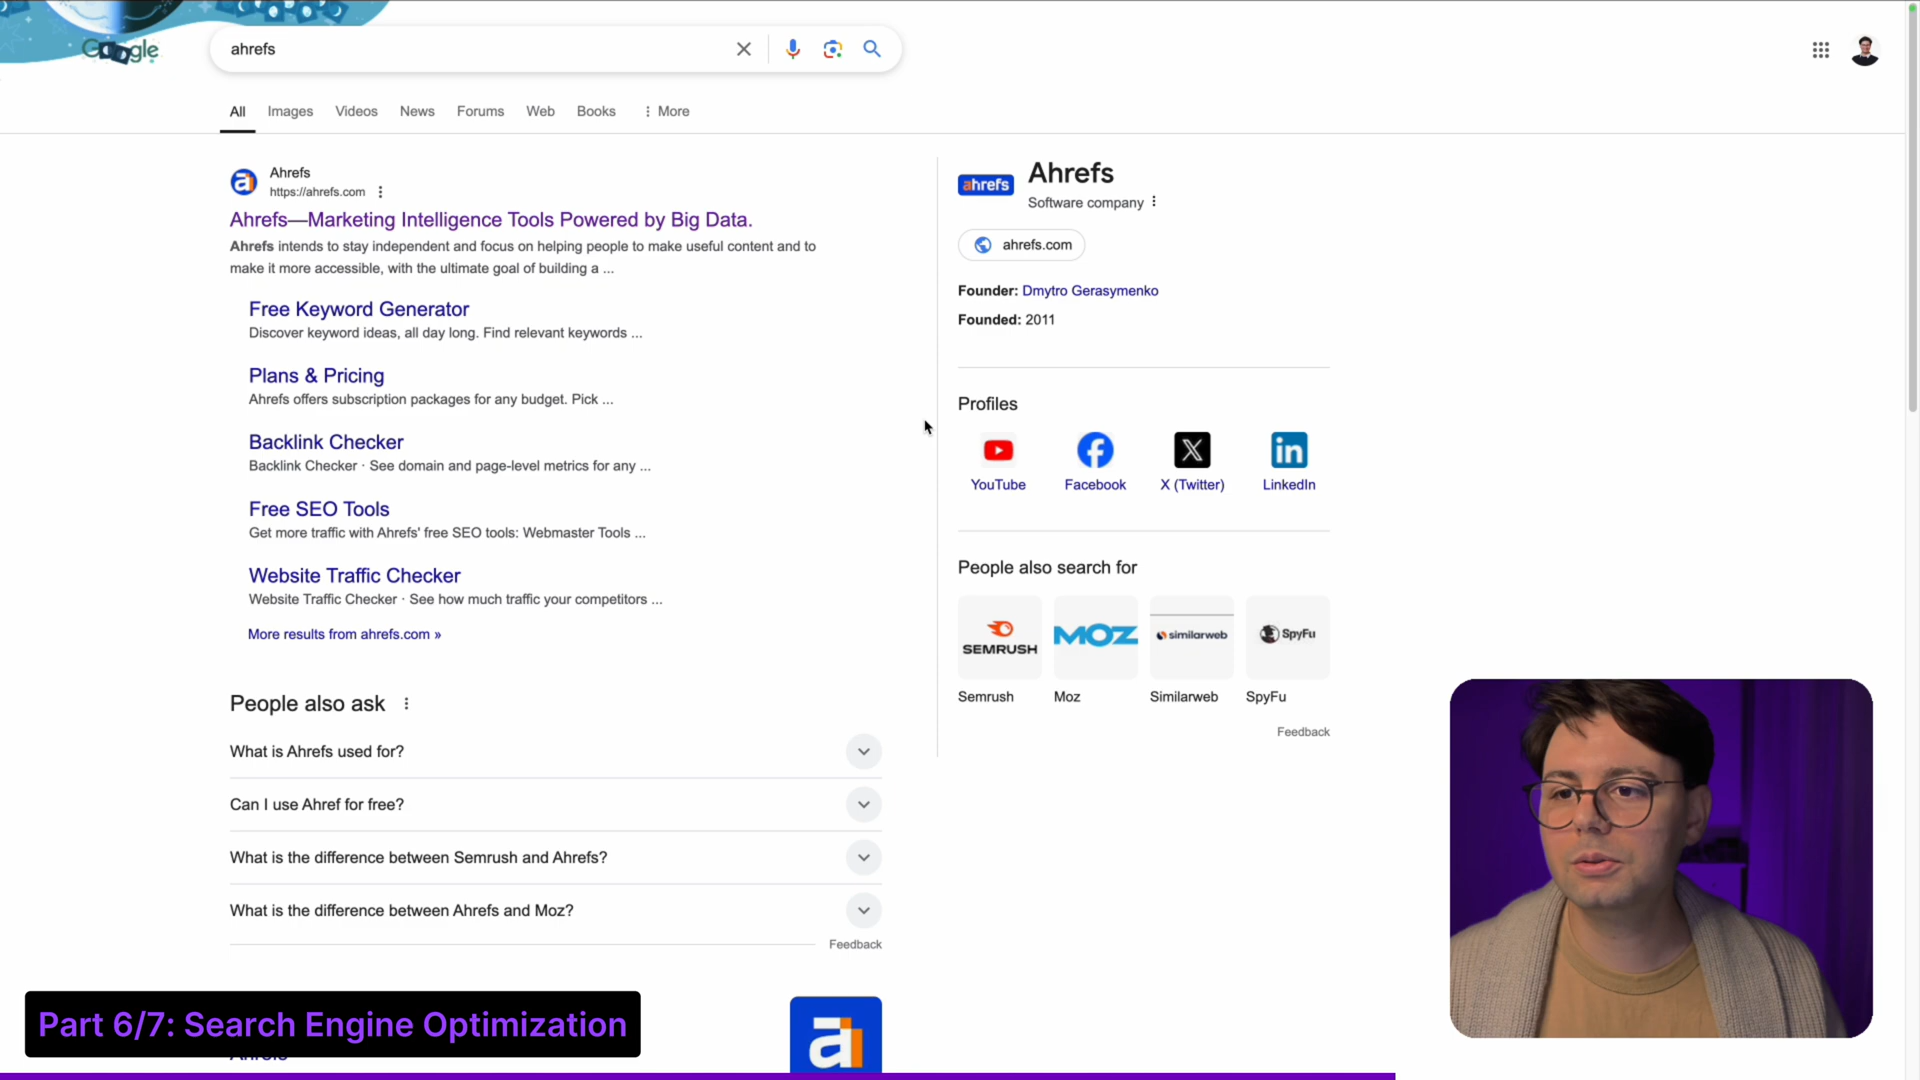 Google
ahrefs
All Images Videos News Forums Web Books More
Ahrefs
https://ahrefs.com
Ahrefs—Marketing Intelligence Tools Powered by Big Data.
Ahrefs intends to stay independent and focus on helping people to make useful content and to
make it more accessible, with the ultimate goal of building a ...
Free Keyword Generator
Discover keyword ideas, all day long. Find relevant keywords ...
Plans & Pricing
Ahrefs offers subscription packages for any budget. Pick ...
Backlink Checker
Backlink Checker · See domain and page-level metrics for any ...
Free SEO Tools
Get more traffic with Ahrefs' free SEO tools: Webmaster Tools ...
Website Traffic Checker
Website Traffic Checker · See how much traffic your competitors ...
More results from ahrefs.com »
People also ask
What is Ahrefs used for?
Can I use Ahref for free?
What is the difference between Semrush and Ahrefs?
What is the difference between Ahrefs and Moz?
Feedback
ahrefs
Ahrefs
Software company
ahrefs.com
Founder: Dmytro Gerasymenko
Founded: 2011
Profiles
YouTube Facebook X (Twitter) LinkedIn
People also search for
SEMRUSH MOZ similarweb SpyFu
Semrush Moz Similarweb SpyFu
Feedback
Part 6/7: Search Engine Optimization